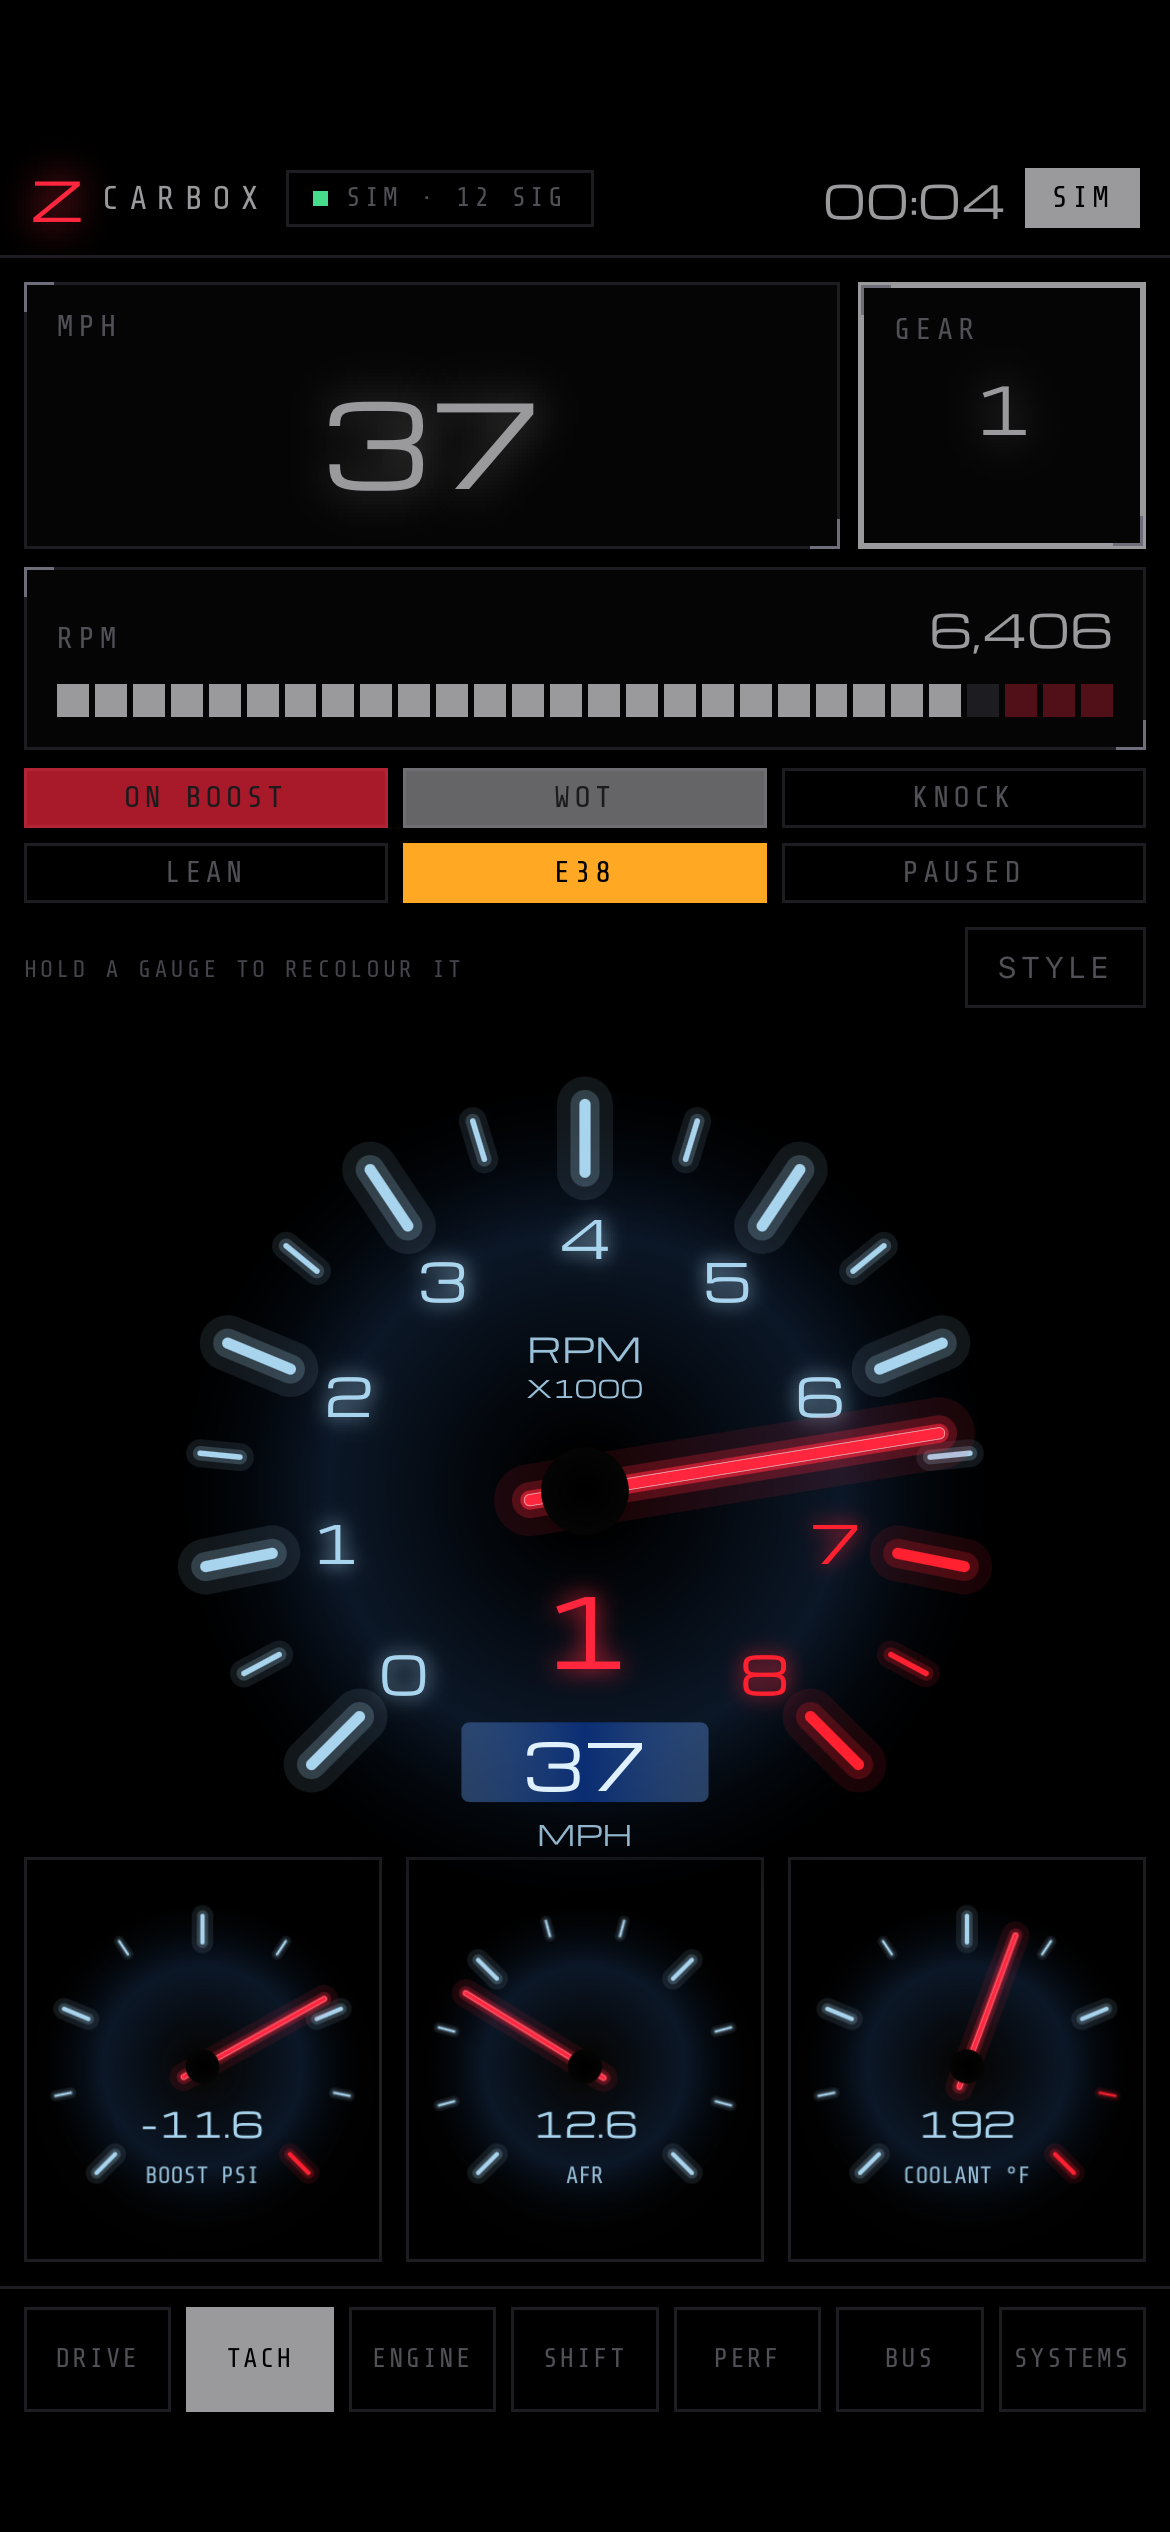 Z CARBOX SIM · 12 SIG 00:04 SIM
MPH
37
GEAR
1
RPM 6,406
ON BOOST WOT KNOCK
LEAN E38 PAUSED
HOLD A GAUGE TO RECOLOUR IT STYLE
4
3 5
RPM
X1000
2 6
1 7
1
0 8
37
MPH
-11.6 12.6 192
BOOST PSI AFR COOLANT °F
DRIVE TACH ENGINE SHIFT PERF BUS SYSTEMS